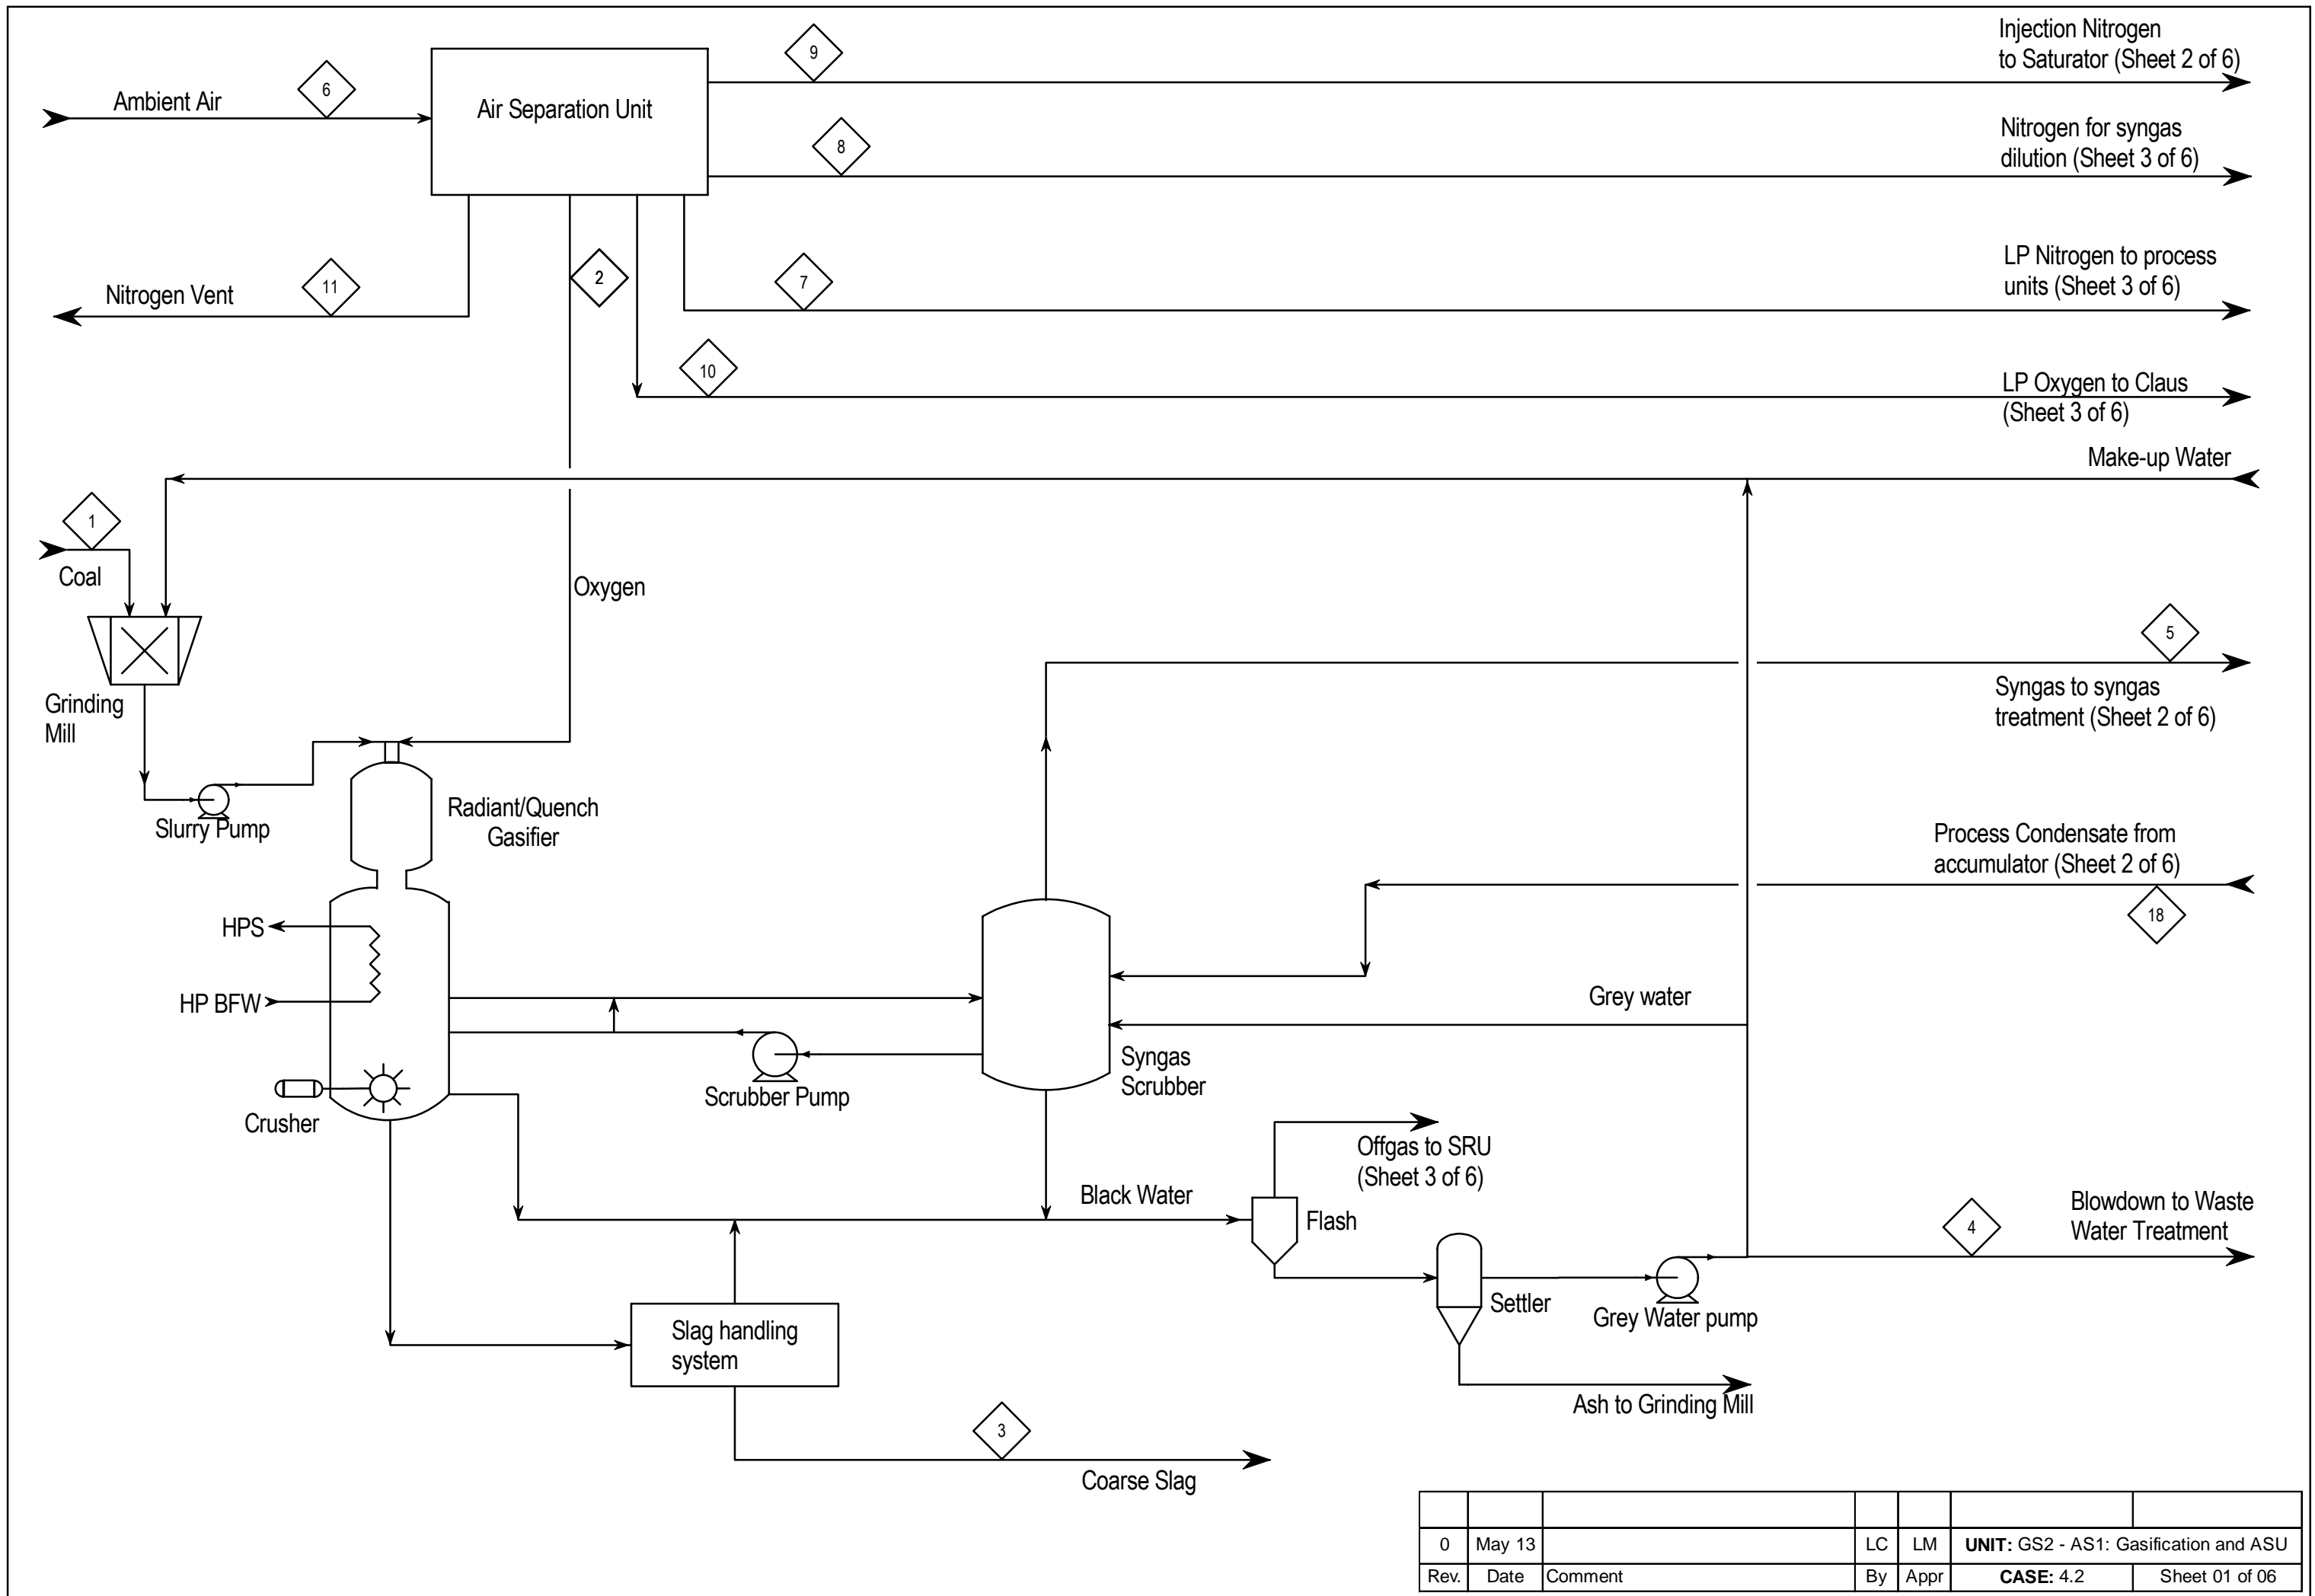 Injection Nitrogen
to Saturator (Sheet 2 of 6)
9
6
Ambient Air
Air Separation Unit
Nitrogen for syngas
dilution (Sheet 3 of 6)
8
LP Nitrogen to process
units (Sheet 3 of 6)
11
2
7
Nitrogen Vent
10
LP Oxygen to Claus
(Sheet 3 of 6)
Make-up Water
1
Coal
Oxygen
5
Grinding
Mill
Syngas to syngas
treatment (Sheet 2 of 6)
Radiant/Quench
Gasifier
Slurry Pump
Process Condensate from
accumulator (Sheet 2 of 6)
18
HPS
HP BFW
Grey water
Syngas
Scrubber
Scrubber Pump
Crusher
Offgas to SRU
(Sheet 3 of 6)
Black Water
Flash
Blowdown to Waste
Water Treatment
4
Settler
Grey Water pump
Slag handling
system
Ash to Grinding Mill
3
Coarse Slag
0 May 13 LC LM UNIT: GS2 - AS1: Gasification and ASU
Rev. Date Comment By Appr CASE: 4.2 Sheet 01 of 06